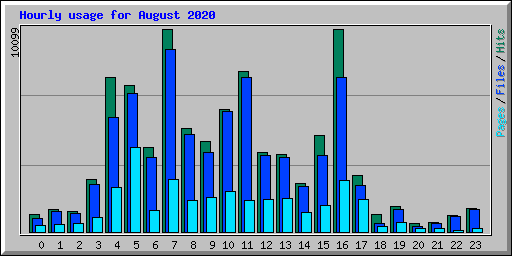 Hourly usage for August 2020
10099
Pages / Files / Hits
0 1 2 3 4 5 6 7 8 9 10 11 12 13 14 15 16 17 18 19 20 21 22 23